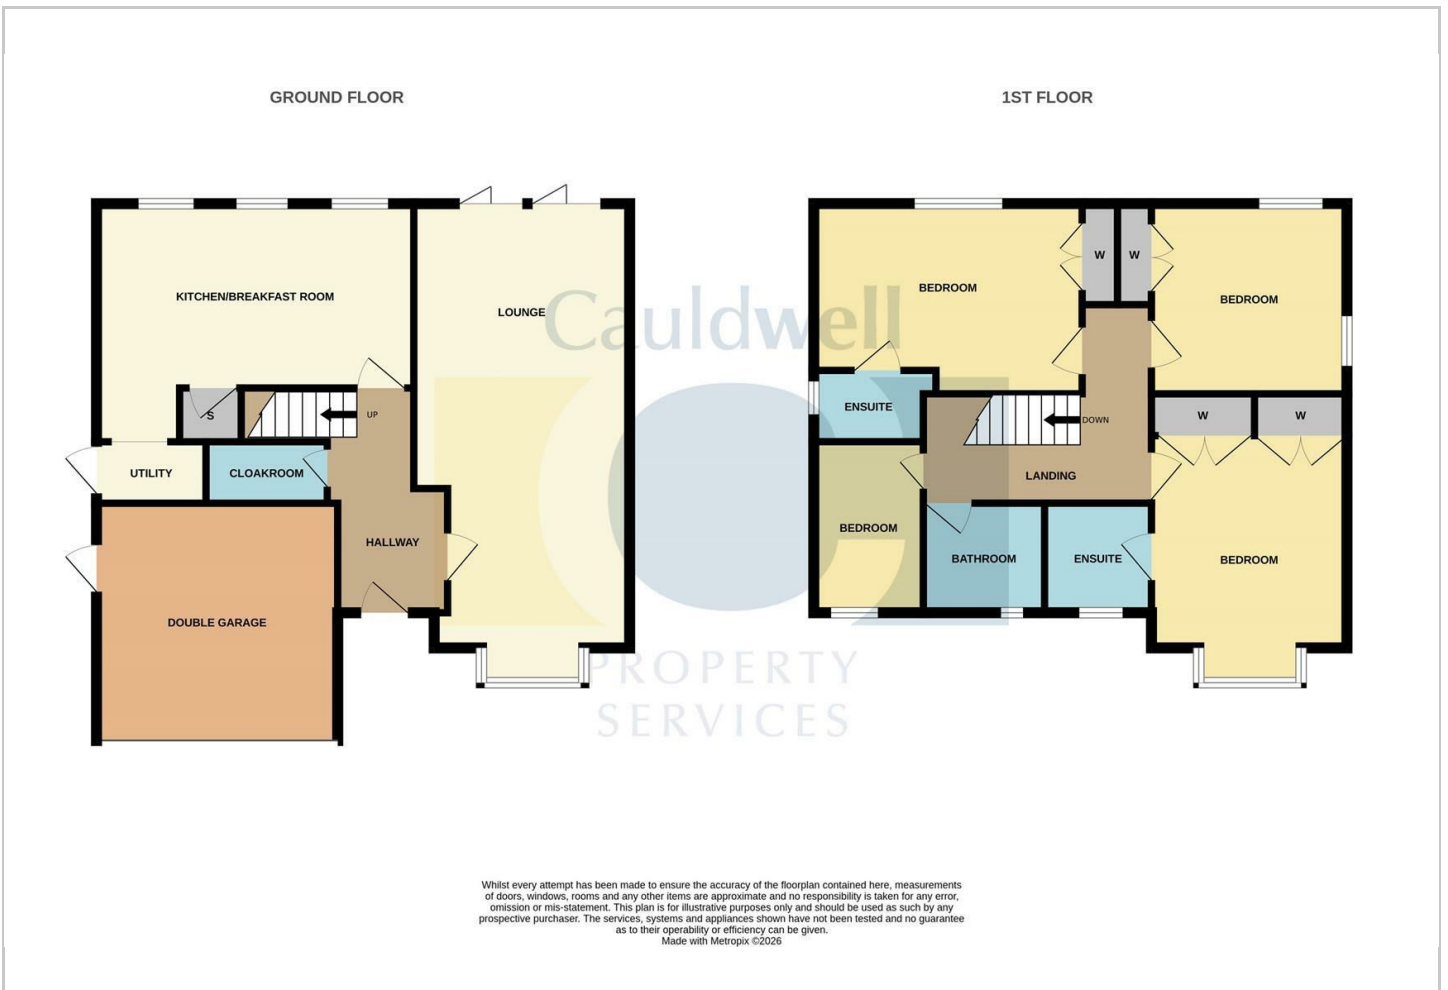 GROUND FLOOR
1ST FLOOR
KITCHEN/BREAKFAST ROOM
LOUNGE
S
UP
UTILITY
CLOAKROOM
HALLWAY
DOUBLE GARAGE
BEDROOM
W
W
BEDROOM
ENSUITE
DOWN
W
W
LANDING
BEDROOM
BATHROOM
ENSUITE
BEDROOM
Cauldwell
PROPERTY
SERVICES
Whilst every attempt has been made to ensure the accuracy of the floorplan contained here, measurements
of doors, windows, rooms and any other items are approximate and no responsibility is taken for any error,
omission or mis-statement. This plan is for illustrative purposes only and should be used as such by any
prospective purchaser. The services, systems and appliances shown have not been tested and no guarantee
as to their operability or efficiency can be given.
Made with Metropix ©2026